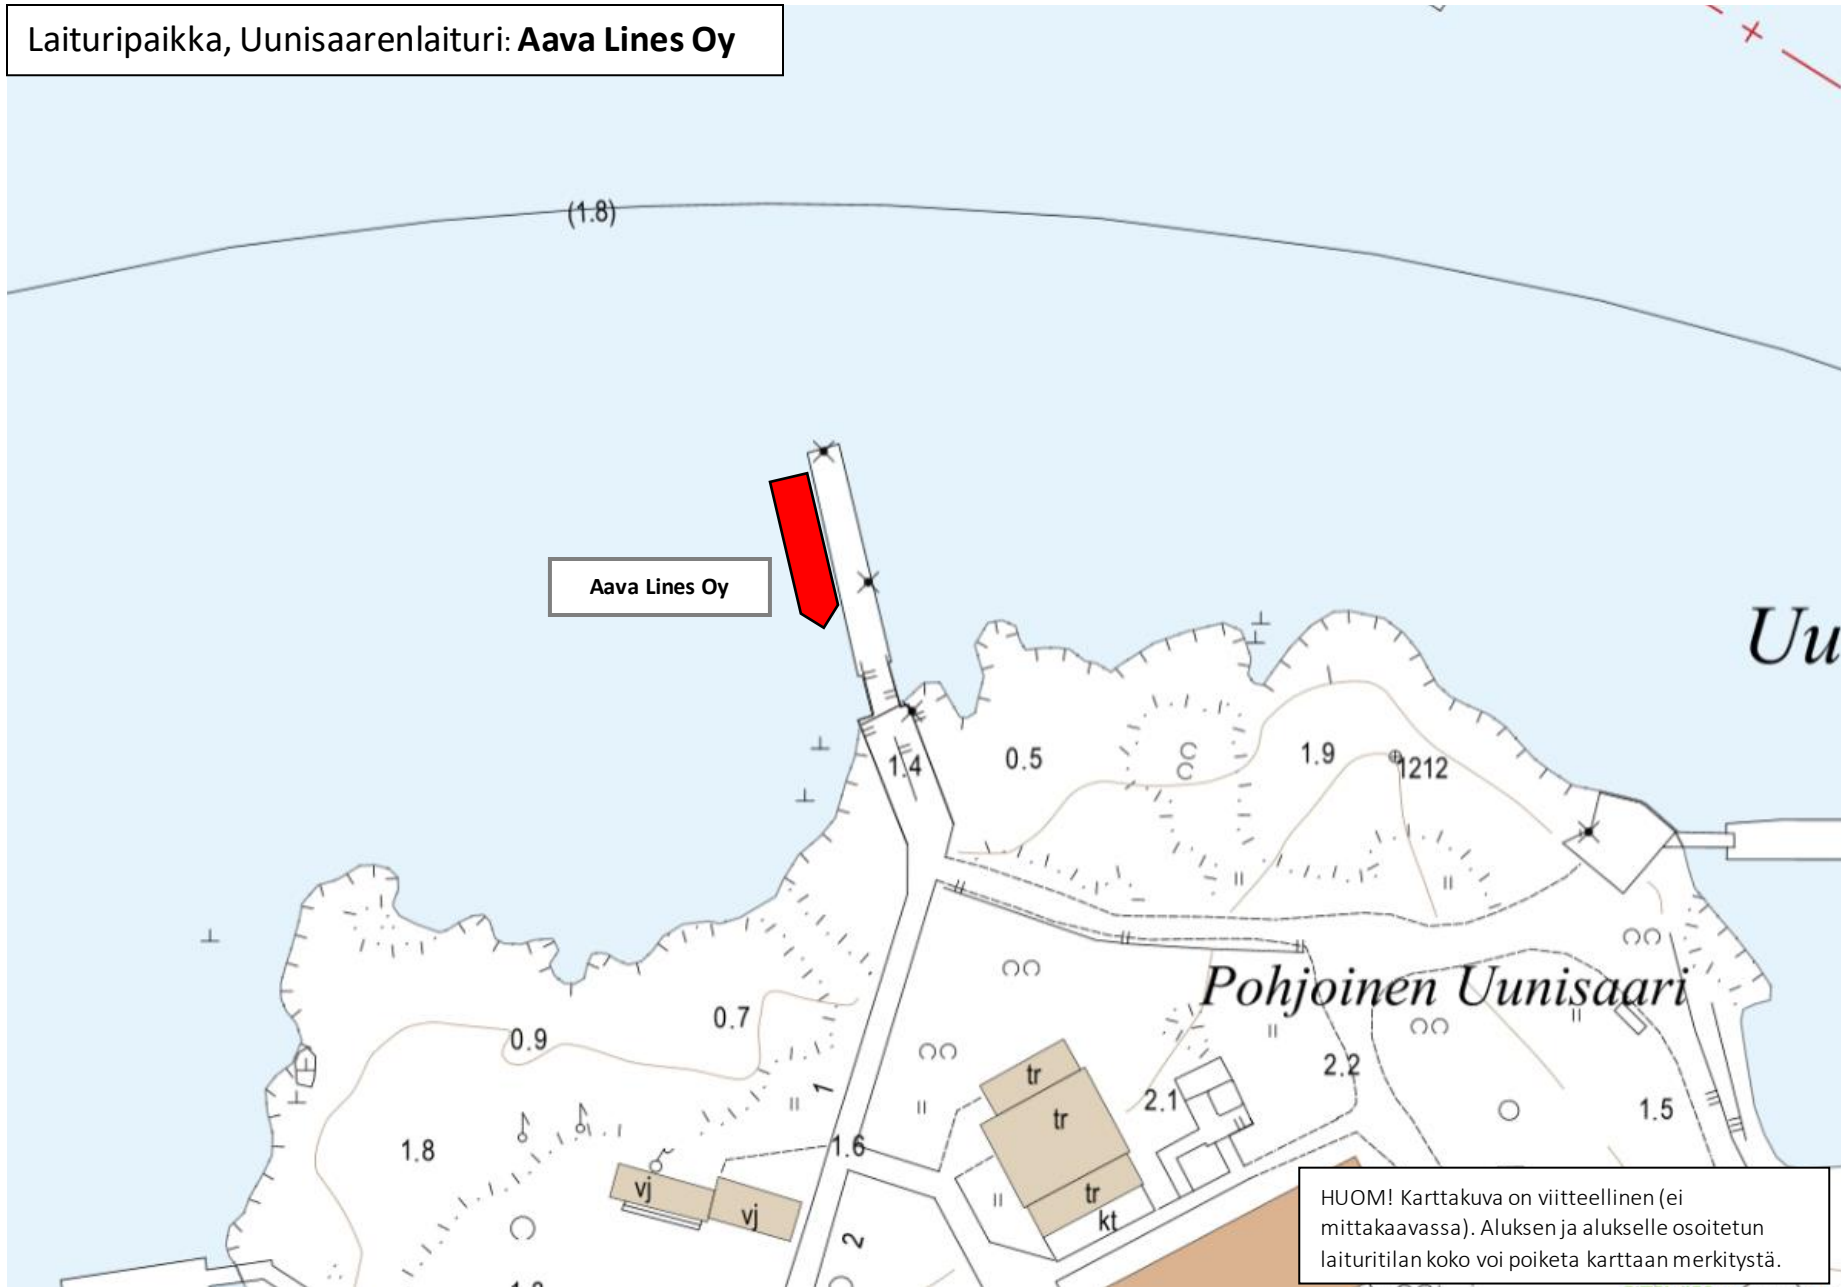 Laituripaikka, Uunisaarenlaituri: Aava Lines Oy
(1.8)
Aava Lines Oy
Uu
1.4
0.5
1.9
1212
Pohjoinen Uunisaari
0.9
0.7
tr
2.2
1
tr
2.1
1.5
1.8
1.6
vj
vj
tr
kt
2
HUOM! Karttakuva on viitteellinen (ei
mittakaavassa). Aluksen ja alukselle osoitetun
laituritilan koko voi poiketa karttaan merkitystä.